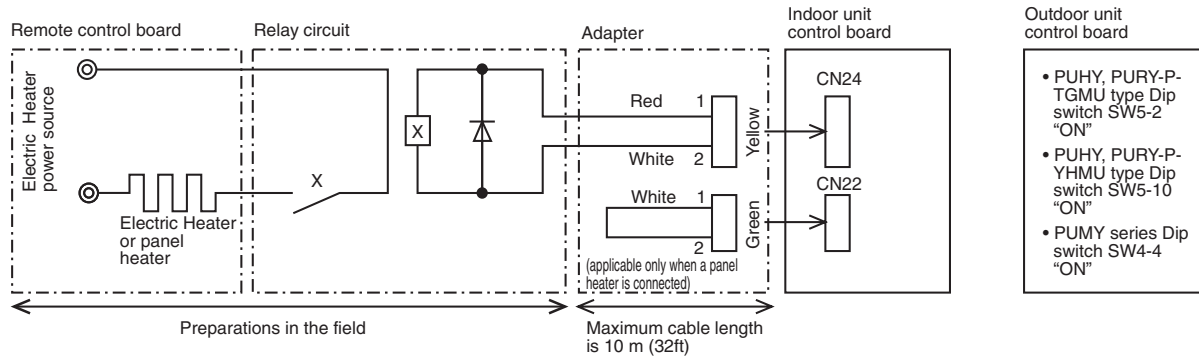 Remote control board
Relay circuit
Adapter
Indoor unit
control board
Outdoor unit
control board
Electric Heater
power source
Electric Heater
or panel
heater
X
X
Red
1
White
2
Yellow
White
1
2
Green
(applicable only when a panel
heater is connected)
CN24
CN22
• PUHY, PURY-P-
TGMU type Dip
switch SW5-2
“ON”
• PUHY, PURY-P-
YHMU type Dip
switch SW5-10
“ON”
• PUMY series Dip
switch SW4-4
“ON”
Preparations in the field
Maximum cable length
is 10 m (32ft)